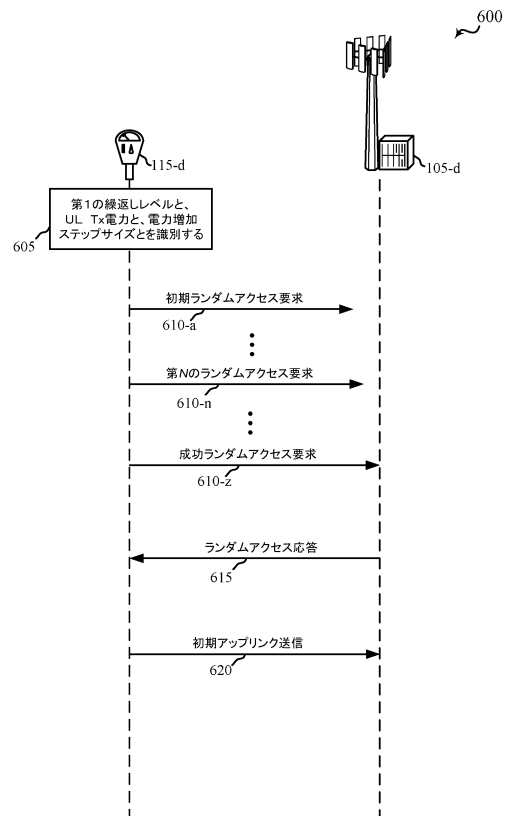 600
115-d
105-d
第1の繰返しレベルと、
UL Tx電力と、電力増加
ステップサイズとを識別する
605
初期ランダムアクセス要求
610-a
第Nのランダムアクセス要求
610-n
成功ランダムアクセス要求
610-z
ランダムアクセス応答
615
初期アップリンク送信
620